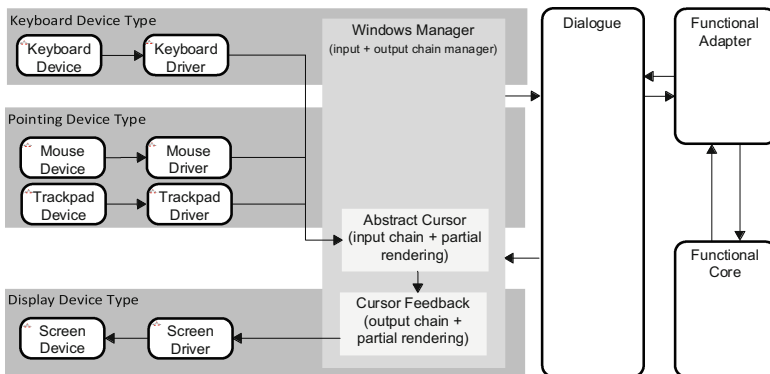 Keyboard Device Type
Keyboard
Device
Keyboard
Driver
Windows Manager
(input + output chain manager)
Pointing Device Type
Mouse
Device
Mouse
Driver
Trackpad
Device
Trackpad
Driver
Abstract Cursor
(input chain + partial
rendering)
Display Device Type
Cursor Feedback
(output chain +
partial rendering)
Screen
Device
Screen
Driver
Dialogue
Functional
Adapter
Functional
Core